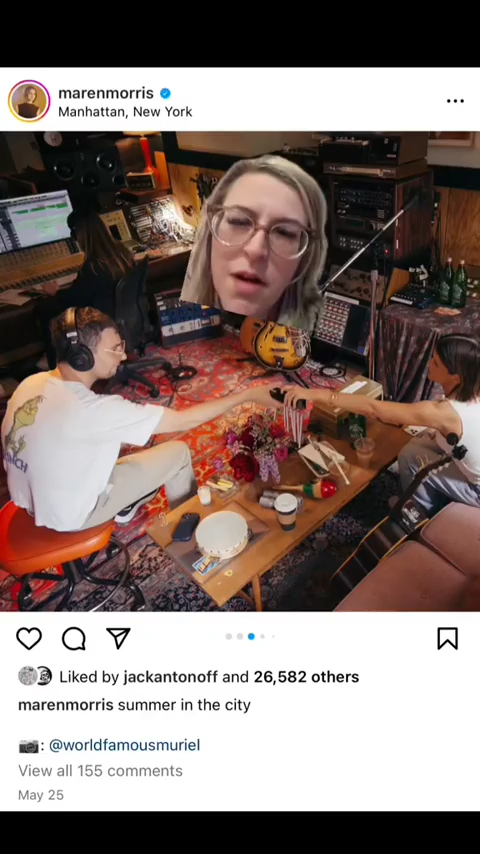 marenmorris
Manhattan, New York
Liked by jackantonoff and 26,582 others
marenmorris summer in the city
: @worldfamousmuriel
View all 155 comments
May 25